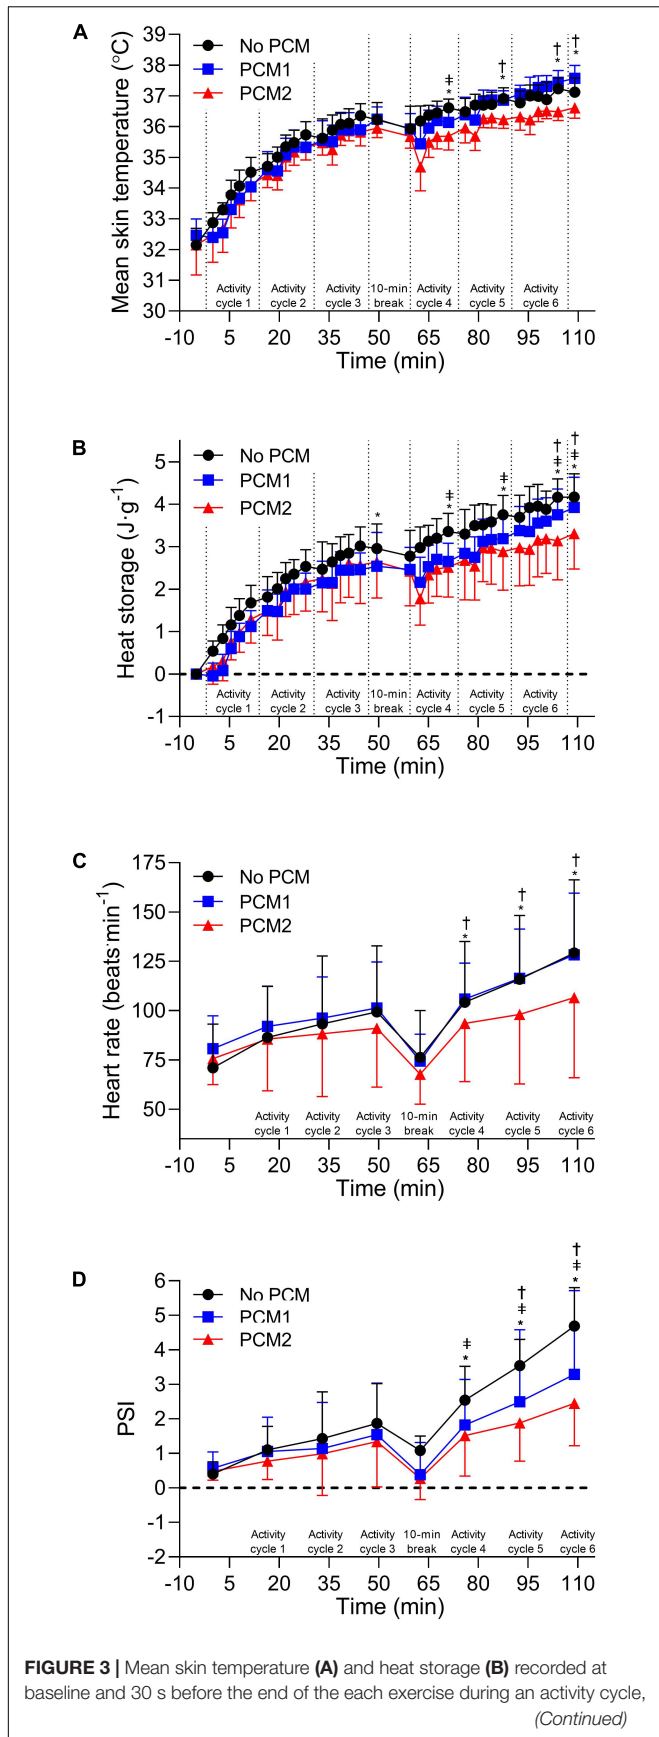 A
No PCM
PCM1
PCM2
Mean skin temperature (°C)
39
38
37
36
35
34
33
32
31
30
‡
*
†
*
†
*
†
*
Activity cycle 1
Activity cycle 2
Activity cycle 3
10-min break
Activity cycle 4
Activity cycle 5
Activity cycle 6
-10 5 20 35 50 65 80 95 110
Time (min)
B
No PCM
PCM1
PCM2
Heat storage (J·g-1)
5
4
3
2
1
0
-1
*
‡
*
‡
*
†
‡
*
†
‡
*
Activity cycle 1
Activity cycle 2
Activity cycle 3
10-min break
Activity cycle 4
Activity cycle 5
Activity cycle 6
-10 5 20 35 50 65 80 95 110
Time (min)
C
No PCM
PCM1
PCM2
Heart rate (beats·min-1)
175
150
125
100
75
50
†
*
†
*
†
*
Activity cycle 1
Activity cycle 2
Activity cycle 3
10-min break
Activity cycle 4
Activity cycle 5
Activity cycle 6
-10 5 20 35 50 65 80 95 110
Time (min)
D
No PCM
PCM1
PCM2
PSI
6
5
4
3
2
1
0
-1
-2
‡
*
†
‡
*
†
‡
*
Activity cycle 1
Activity cycle 2
Activity cycle 3
10-min break
Activity cycle 4
Activity cycle 5
Activity cycle 6
-10 5 20 35 50 65 80 95 110
Time (min)
FIGURE 3 | Mean skin temperature (A) and heat storage (B) recorded at
baseline and 30 s before the end of the each exercise during an activity cycle,
(Continued)